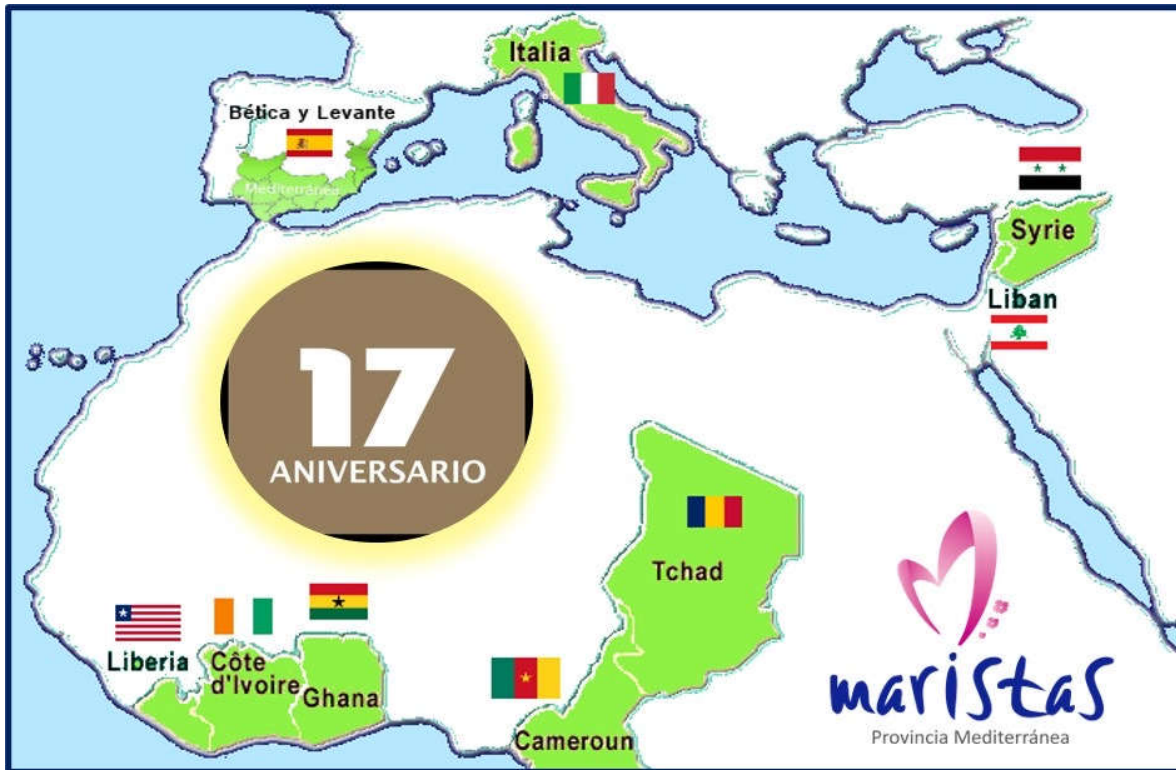 Italia
Bética y Levante
Mediterránea
Syrie
Liban
17
ANIVERSARIO
Tchad
Liberia
Côte
d'Ivoire
Ghana
Cameroun
maristas
Provincia Mediterránea